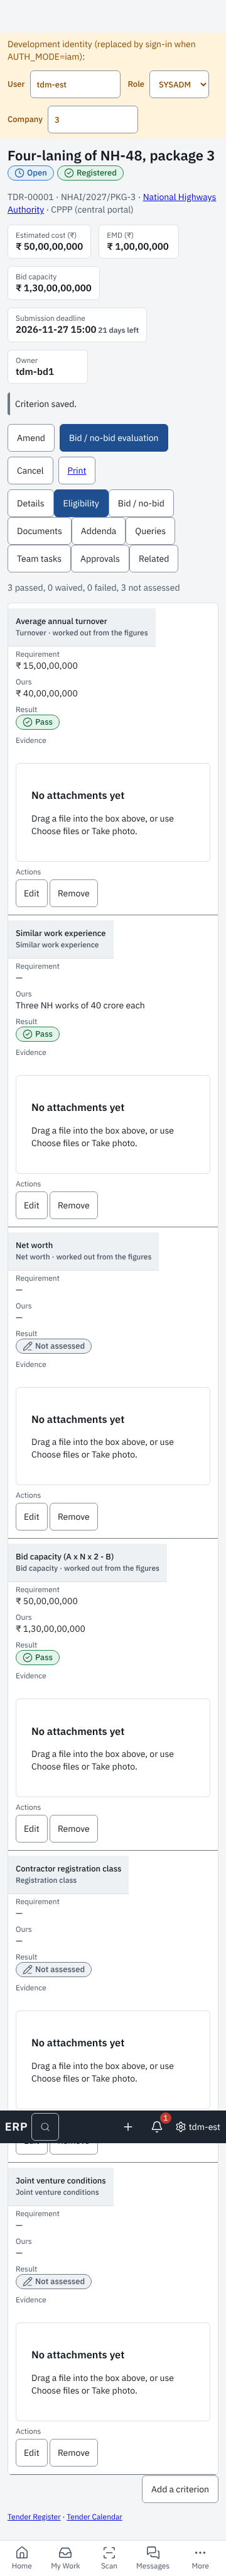 Development identity (replaced by sign-in when
AUTH_MODE=iam):
User tdm-est Role SYSADM
Company 3
Four-laning of NH-48, package 3
Open Registered
TDR-00001 · NHAI/2027/PKG-3 · National Highways
Authority · CPPP (central portal)
Estimated cost (₹)
₹ 50,00,00,000
EMD (₹)
₹ 1,00,00,000
Bid capacity
₹ 1,30,00,00,000
Submission deadline
2026-11-27 15:00 21 days left
Owner
tdm-bd1
Criterion saved.
Amend Bid / no-bid evaluation
Cancel Print
Details Eligibility Bid / no-bid
Documents Addenda Queries
Team tasks Approvals Related
3 passed, 0 waived, 0 failed, 3 not assessed
Average annual turnover
Turnover · worked out from the figures
Requirement
₹ 15,00,00,000
Ours
₹ 40,00,00,000
Result
Pass
Evidence
No attachments yet
Drag a file into the box above, or use
Choose files or Take photo.
Actions
Edit Remove
Similar work experience
Similar work experience
Requirement
—
Ours
Three NH works of 40 crore each
Result
Pass
Evidence
No attachments yet
Drag a file into the box above, or use
Choose files or Take photo.
Actions
Edit Remove
Net worth
Net worth · worked out from the figures
Requirement
—
Ours
—
Result
Not assessed
Evidence
No attachments yet
Drag a file into the box above, or use
Choose files or Take photo.
Actions
Edit Remove
Bid capacity (A x N x 2 - B)
Bid capacity · worked out from the figures
Requirement
₹ 50,00,00,000
Ours
₹ 1,30,00,00,000
Result
Pass
Evidence
No attachments yet
Drag a file into the box above, or use
Choose files or Take photo.
Actions
Edit Remove
Contractor registration class
Registration class
Requirement
—
Ours
—
Result
Not assessed
Evidence
No attachments yet
Drag a file into the box above, or use
Choose files or Take photo.
ERP 1 tdm-est
Joint venture conditions
Joint venture conditions
Requirement
—
Ours
—
Result
Not assessed
Evidence
No attachments yet
Drag a file into the box above, or use
Choose files or Take photo.
Actions
Edit Remove
Add a criterion
Tender Register · Tender Calendar
Home My Work Scan Messages More